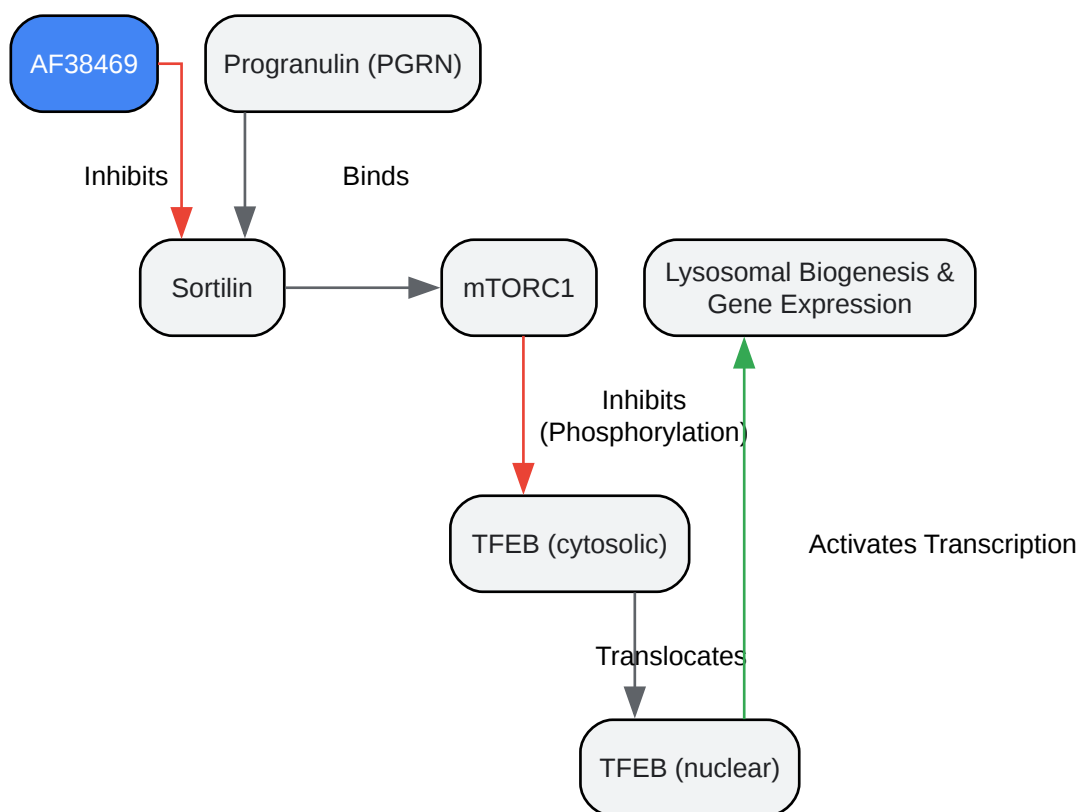 AF38469
Progranulin (PGRN)
Inhibits
Binds
Sortilin
mTORC1
Lysosomal Biogenesis &
Gene Expression
Inhibits
(Phosphorylation)
TFEB (cytosolic)
Activates Transcription
Translocates
TFEB (nuclear)